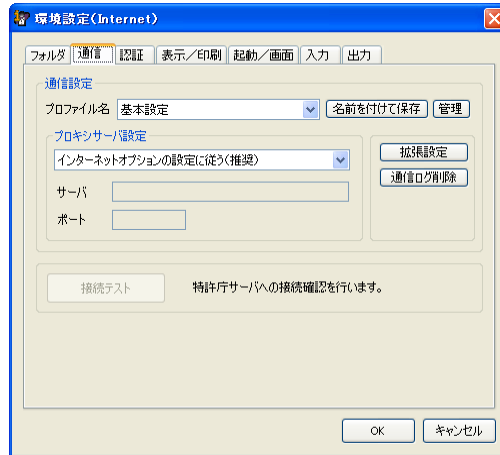 環境設定(Internet)
フォルダ 通信 認証 表示/印刷 起動/画面 入力 出力
通信設定
プロファイル名 基本設定 名前を付けて保存 管理
プロキシサーバ設定
インターネットオプションの設定に従う(推奨)
拡張設定
通信ログ削除
サーバ
ポート
接続テスト 特許庁サーバへの接続確認を行います。
OK キャンセル